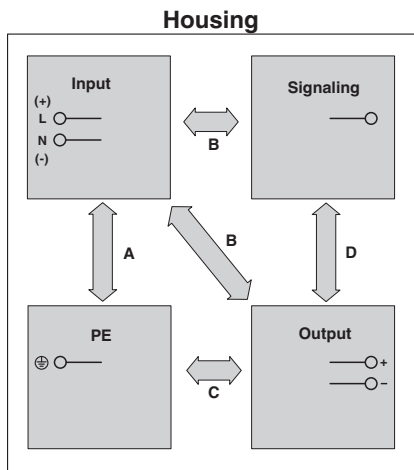 Housing
Input
(+)
L
N
(-)
Signaling
B
A
B
D
PE
C
Output
+
−